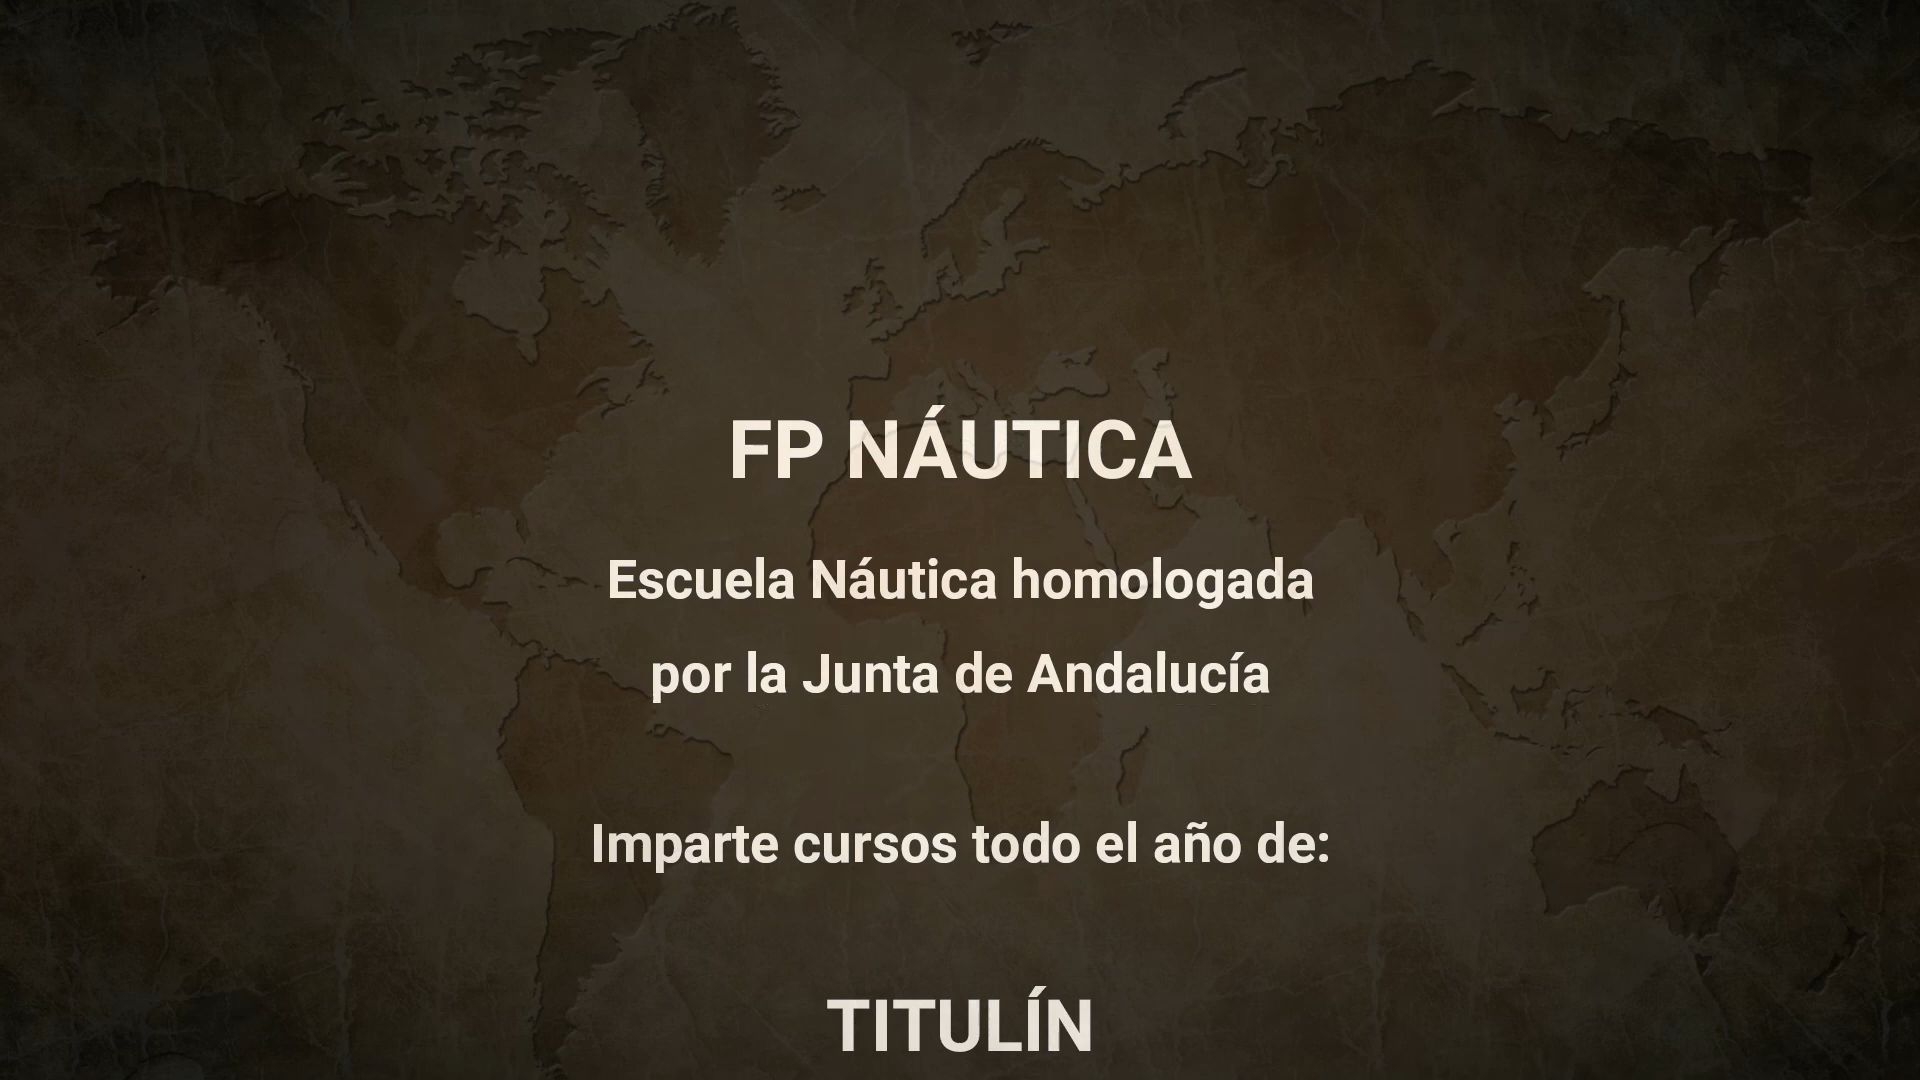 FP NÁUTICA
Escuela Náutica homologada
por la Junta de Andalucía
Imparte cursos todo el año de:
TITULÍN